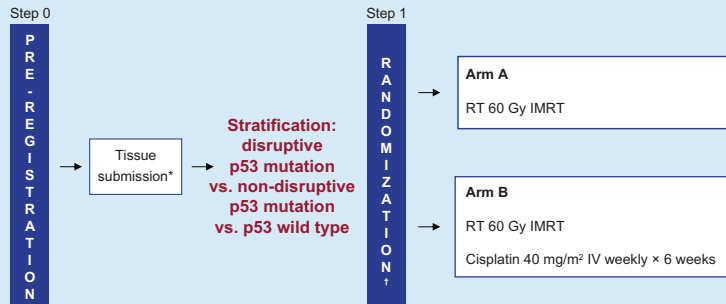 Step 0
PRE-REGISTRATION
Tissue
submission*
Stratification:
disruptive
p53 mutation
vs. non-disruptive
p53 mutation
vs. p53 wild type
Step 1
RANDOMIZATION†
Arm A
RT 60 Gy IMRT
Arm B
RT 60 Gy IMRT
Cisplatin 40 mg/m² IV weekly × 6 weeks